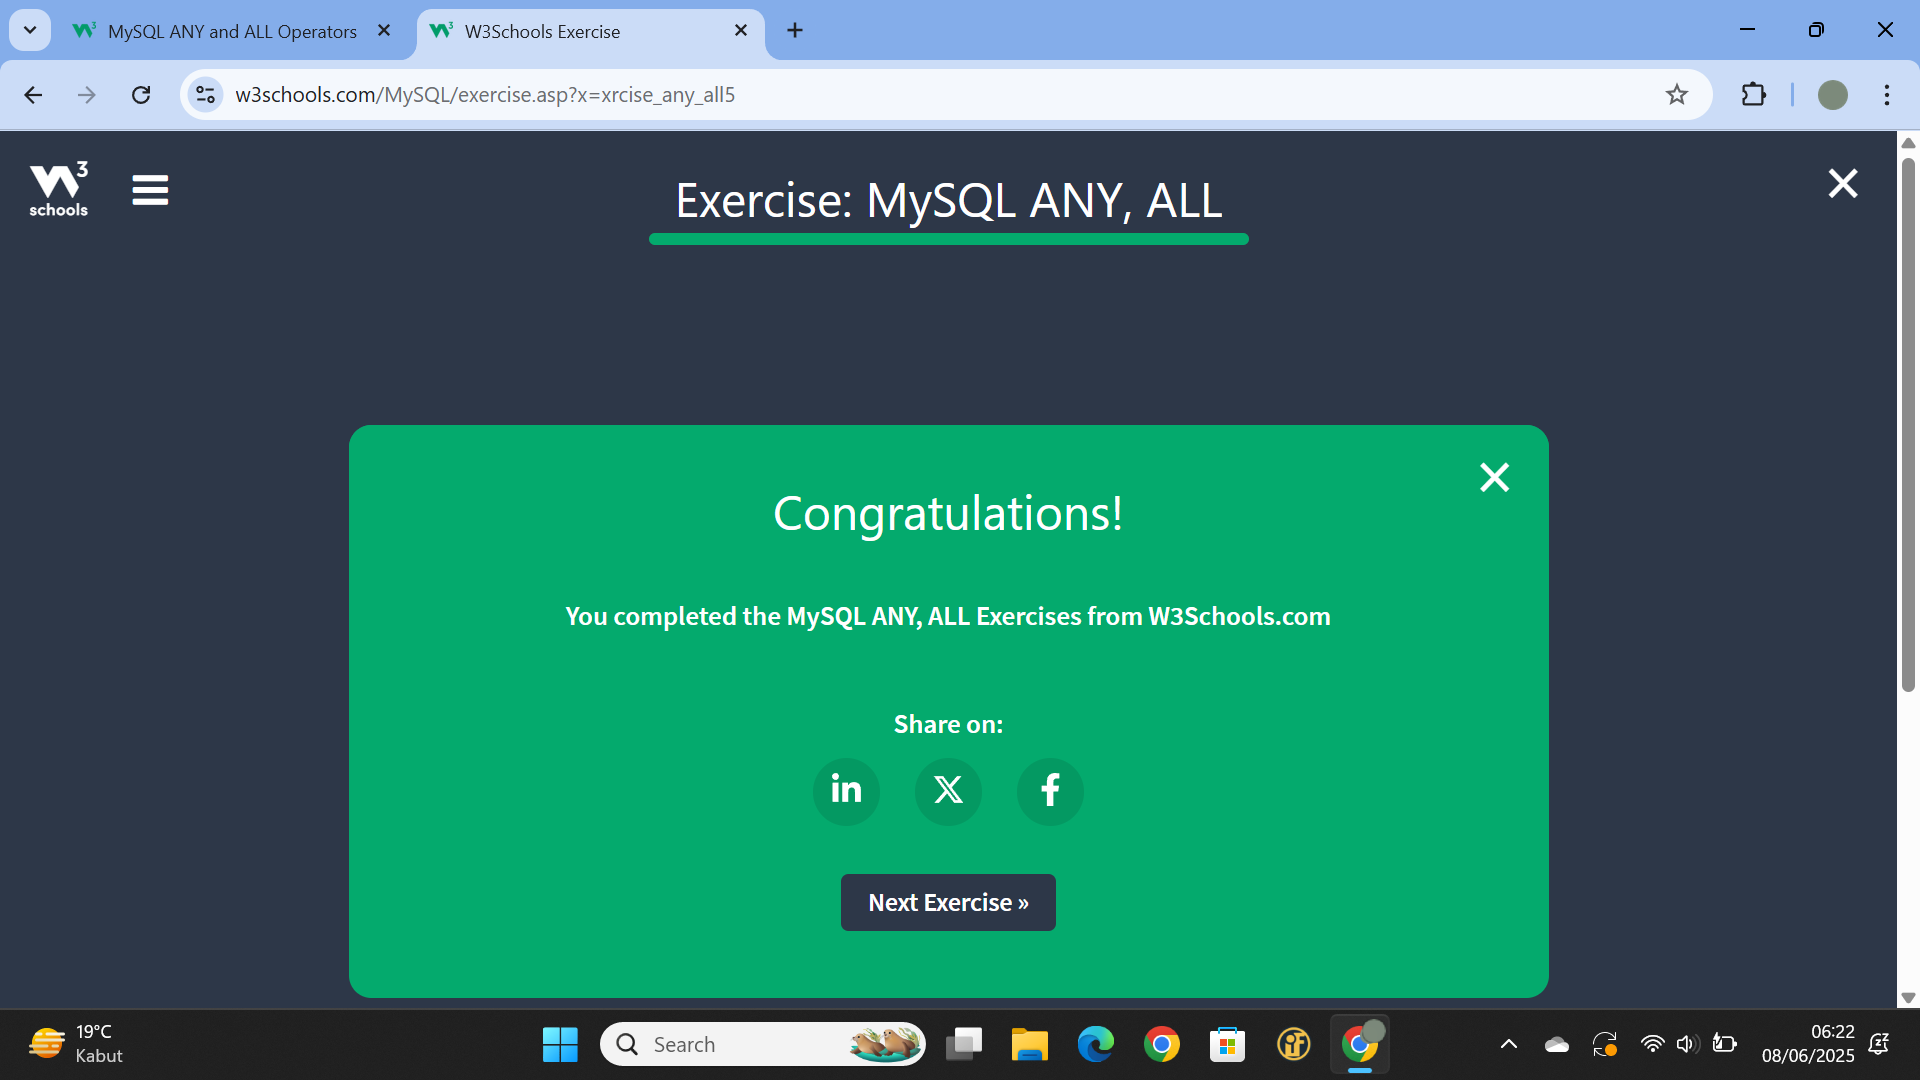 MySQL ANY and ALL Operators
W3Schools Exercise
w3schools.com/MySQL/exercise.asp?x=xrcise_any_all5
W3
schools
Exercise: MySQL ANY, ALL
Congratulations!
You completed the MySQL ANY, ALL Exercises from W3Schools.com
Share on:
in
X
f
Next Exercise »
19°C
Kabut
Search
06:22
08/06/2025